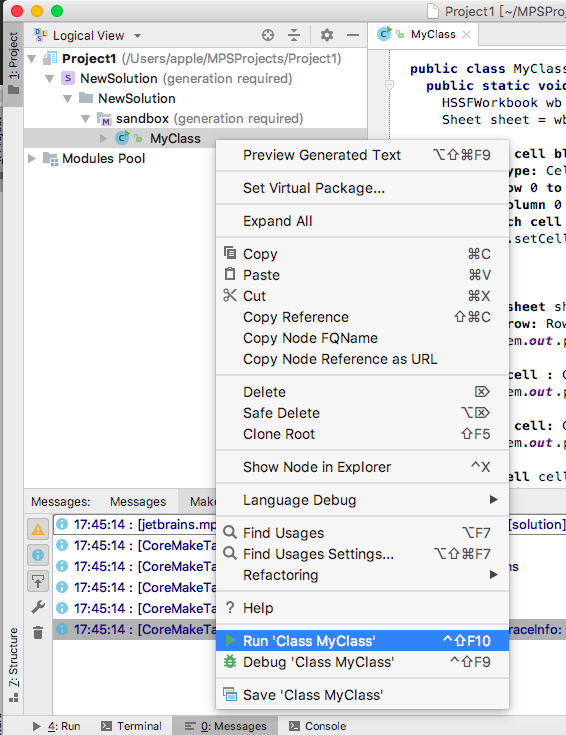 Project1 [~/MPSProj
1: Project
Logical View
MyClass
Project1 (/Users/apple/MPSProjects/Project1)
NewSolution (generation required)
NewSolution
sandbox (generation required)
MyClass
Modules Pool
public class MyClass
public static void
HSSFWorkbook wb
Sheet sheet = wb
cell bl
ype: Cel
ow 0 to
olumn 0
ch cell
.setCell
sheet sh
row: Row
em.out.p
cell : C
em.out.p
cell: C
em.out.p
ell cell
Preview Generated Text ⌥⇧⌘F9
Set Virtual Package...
Expand All
Copy ⌘C
Paste ⌘V
Cut ⌘X
Copy Reference ⇧⌘C
Copy Node FQName
Copy Node Reference as URL
Delete ⌦
Safe Delete ⌥⌦
Clone Root ⇧F5
Show Node in Explorer ^X
Language Debug
Find Usages ⌥F7
Find Usages Settings... ⌥⇧⌘F7
Refactoring
? Help
Run 'Class MyClass' ^⇧F10
Debug 'Class MyClass' ^⇧F9
Save 'Class MyClass'
Messages: Messages Mak
17:45:14 : [jetbrains.mp [solution]
17:45:14 : [CoreMakeTa ns
17:45:14 : [CoreMakeTa
17:45:14 : [CoreMakeTa
17:45:14 : [CoreMakeTa
17:45:14 : [CoreMakeTa raceInfo:
7: Structure
4: Run Terminal 0: Messages Console